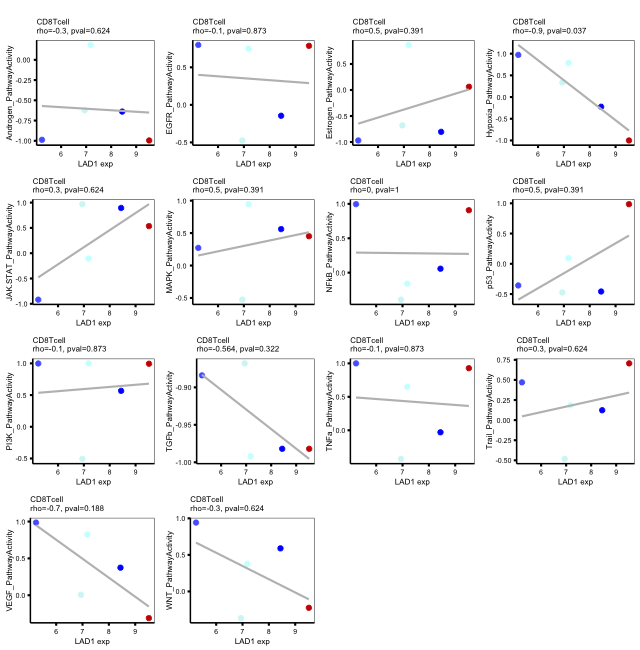 CD8Tcell
rho=-0.3, pval=0.624
Androgen_PathwayActivity
0.00
-0.25
-0.50
-0.75
-1.00
6
7
8
9
LAD1 exp
CD8Tcell
rho=-0.1, pval=0.873
EGFR_PathwayActivity
0.5
0.0
-0.5
6
7
8
9
LAD1 exp
CD8Tcell
rho=0.5, pval=0.391
Estrogen_PathwayActivity
0.5
0.0
-0.5
-1.0
6
7
8
9
LAD1 exp
CD8Tcell
rho=-0.9, pval=0.037
Hypoxia_PathwayActivity
1.0
0.5
0.0
-0.5
-1.0
6
7
8
9
LAD1 exp
CD8Tcell
rho=0.3, pval=0.624
JAK.STAT_PathwayActivity
1.0
0.5
0.0
-0.5
-1.0
6
7
8
9
LAD1 exp
CD8Tcell
rho=0.5, pval=0.391
MAPK_PathwayActivity
1.0
0.5
0.0
-0.5
6
7
8
9
LAD1 exp
CD8Tcell
rho=0, pval=1
NFkB_PathwayActivity
1.0
0.5
0.0
6
7
8
9
LAD1 exp
CD8Tcell
rho=0.5, pval=0.391
p53_PathwayActivity
1.0
0.5
0.0
-0.5
6
7
8
9
LAD1 exp
CD8Tcell
rho=-0.1, pval=0.873
PI3K_PathwayActivity
1.0
0.5
0.0
-0.5
6
7
8
9
LAD1 exp
CD8Tcell
rho=-0.564, pval=0.322
TGFb_PathwayActivity
-0.90
-0.95
-1.00
6
7
8
9
LAD1 exp
CD8Tcell
rho=-0.1, pval=0.873
TNFa_PathwayActivity
1.0
0.5
0.0
6
7
8
9
LAD1 exp
CD8Tcell
rho=0.3, pval=0.624
Trail_PathwayActivity
0.75
0.50
0.25
0.00
-0.25
-0.50
6
7
8
9
LAD1 exp
CD8Tcell
rho=-0.7, pval=0.188
VEGF_PathwayActivity
1.0
0.5
0.0
6
7
8
9
LAD1 exp
CD8Tcell
rho=-0.3, pval=0.624
WNT_PathwayActivity
1.0
0.5
0.0
6
7
8
9
LAD1 exp